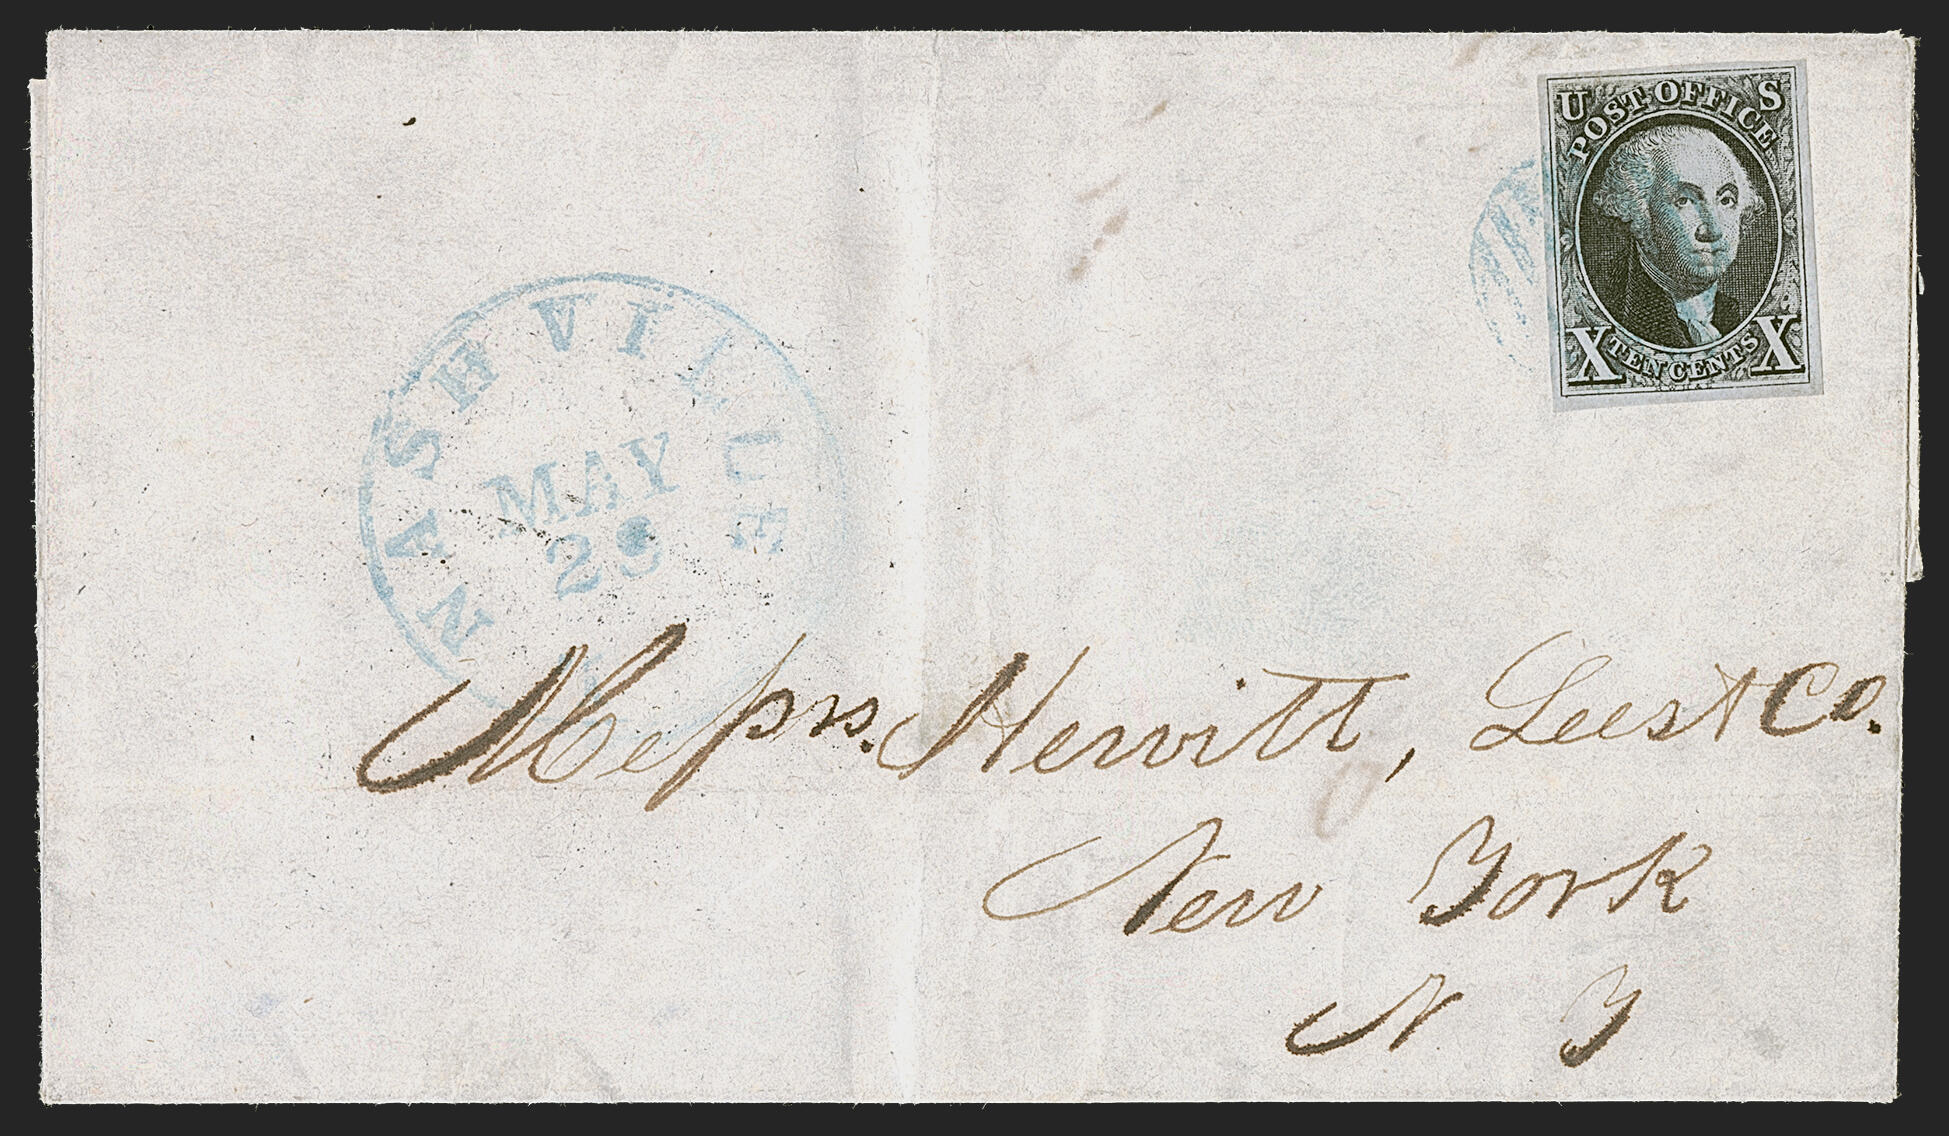 U S
POST OFFICE
X TEN CENTS X
NASHVILLE
MAY
29
Messrs. Hewitt, Lees & Co.
New York
N Y